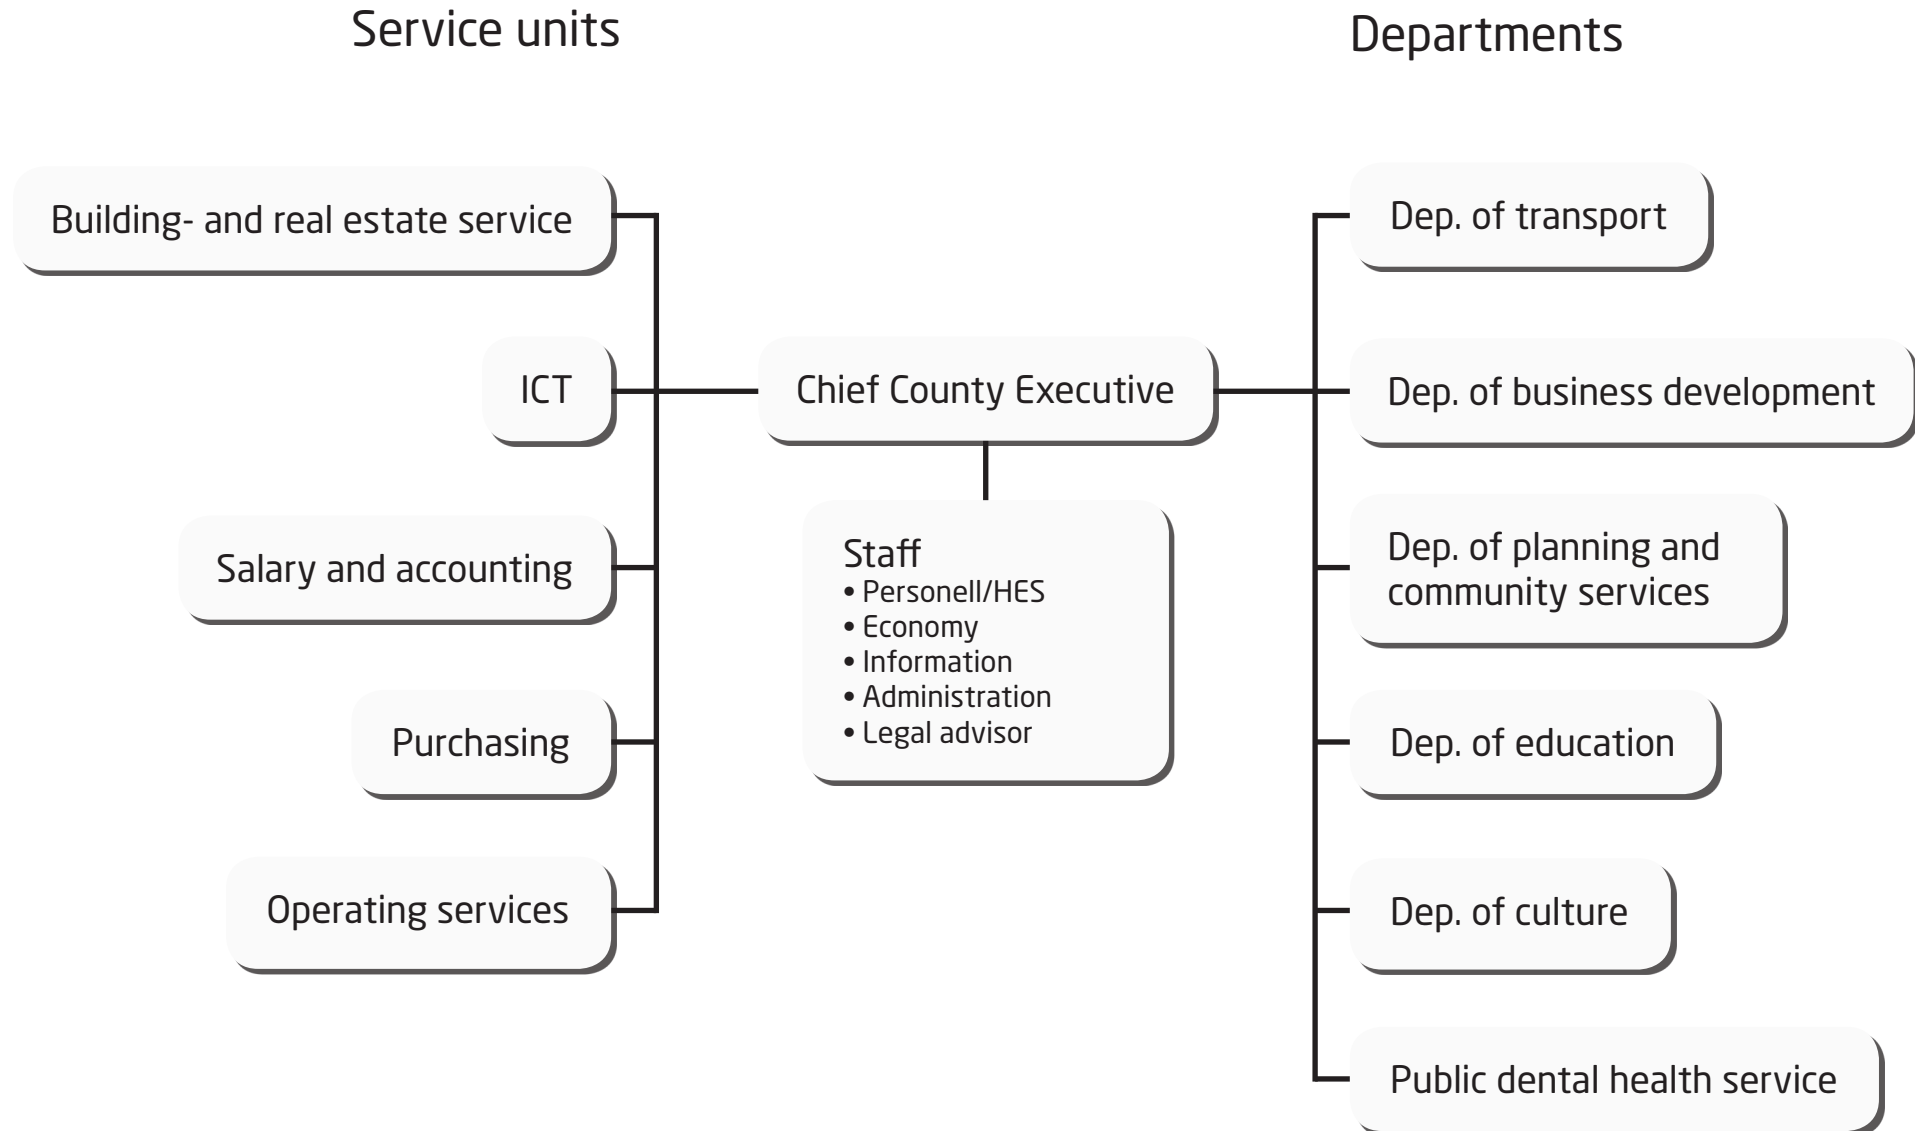 Service units
Departments
Building- and real estate service
ICT
Salary and accounting
Purchasing
Operating services
Chief County Executive
Staff
• Personell/HES
• Economy
• Information
• Administration
• Legal advisor
Dep. of transport
Dep. of business development
Dep. of planning and
community services
Dep. of education
Dep. of culture
Public dental health service